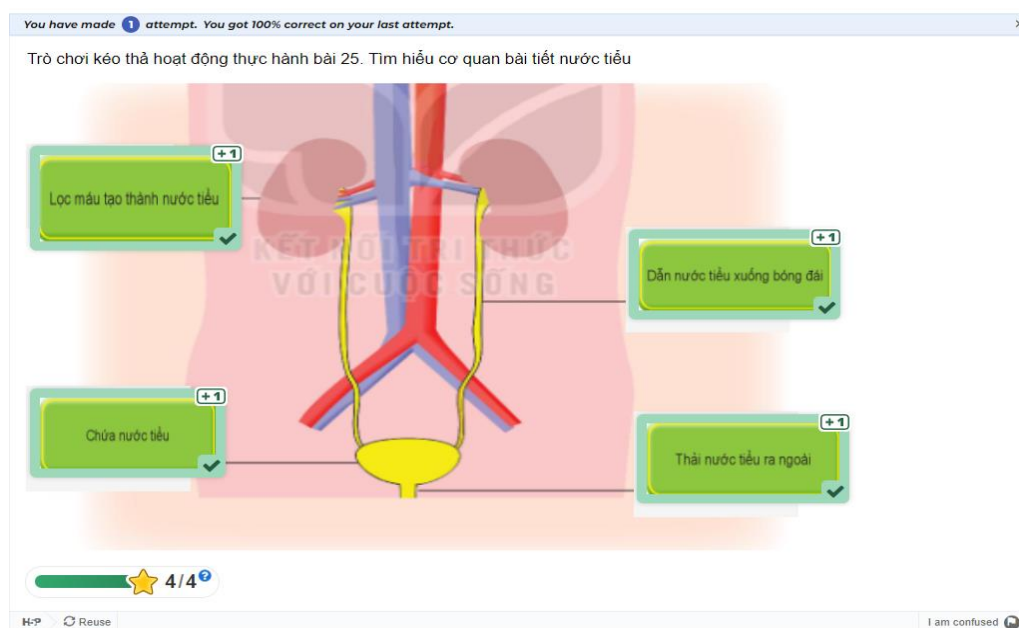 You have made 1 attempt. You got 100% correct on your last attempt.
Trò chơi kéo thả hoạt động thực hành bài 25. Tìm hiểu cơ quan bài tiết nước tiểu
+1
Lọc máu tạo thành nước tiểu
KẾT NỐI TRI THỨC
VỚI CUỘC SỐNG
+1
Dẫn nước tiểu xuống bóng đái
+1
Chứa nước tiểu
+1
Thải nước tiểu ra ngoài
4/4
?
H-P
Reuse
I am confused